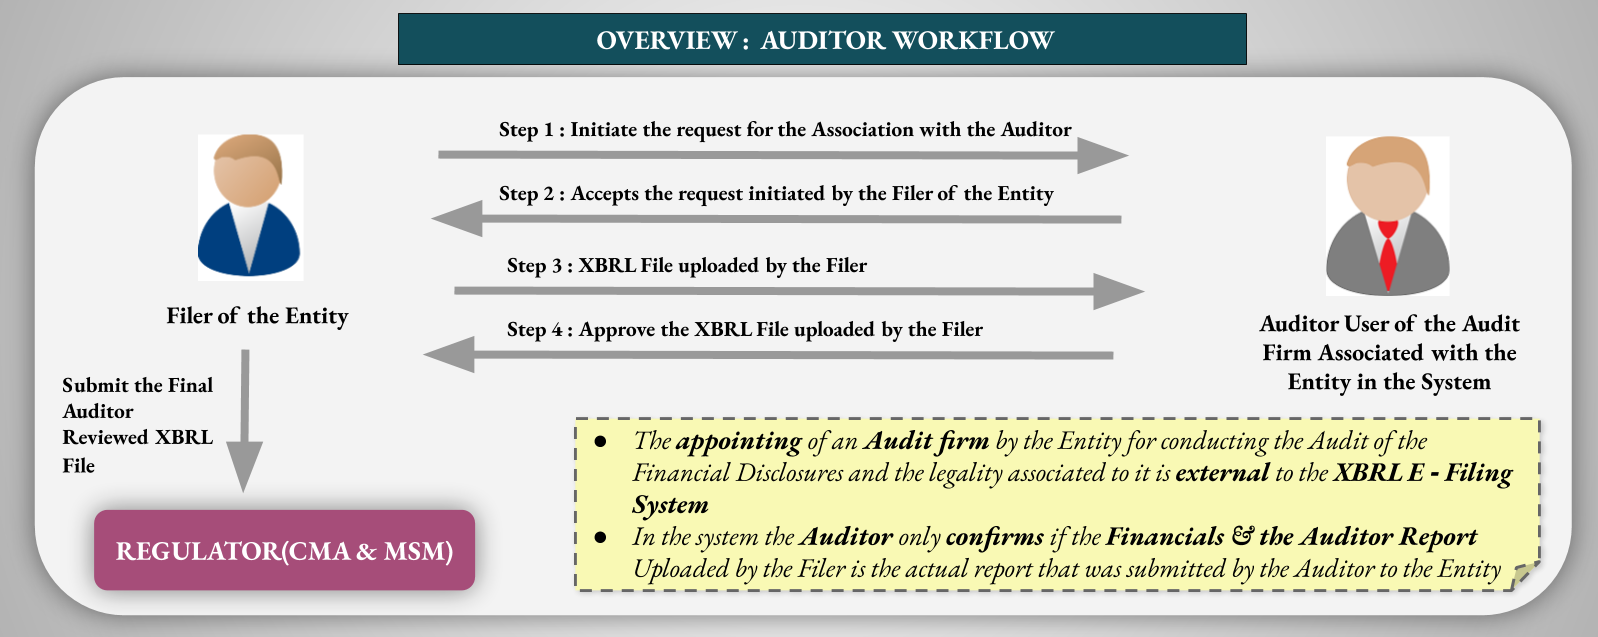 OVERVIEW : AUDITOR WORKFLOW
Step 1 : Initiate the request for the Association with the Auditor
Step 2 : Accepts the request initiated by the Filer of the Entity
Step 3 : XBRL File uploaded by the Filer
Step 4 : Approve the XBRL File uploaded by the Filer
Filer of the Entity
Auditor User of the Audit
Firm Associated with the
Entity in the System
Submit the Final
Auditor
Reviewed XBRL
File
REGULATOR(CMA & MSM)
● The appointing of an Audit firm by the Entity for conducting the Audit of the
Financial Disclosures and the legality associated to it is external to the XBRL E - Filing
System
● In the system the Auditor only confirms if the Financials & the Auditor Report
Uploaded by the Filer is the actual report that was submitted by the Auditor to the Entity